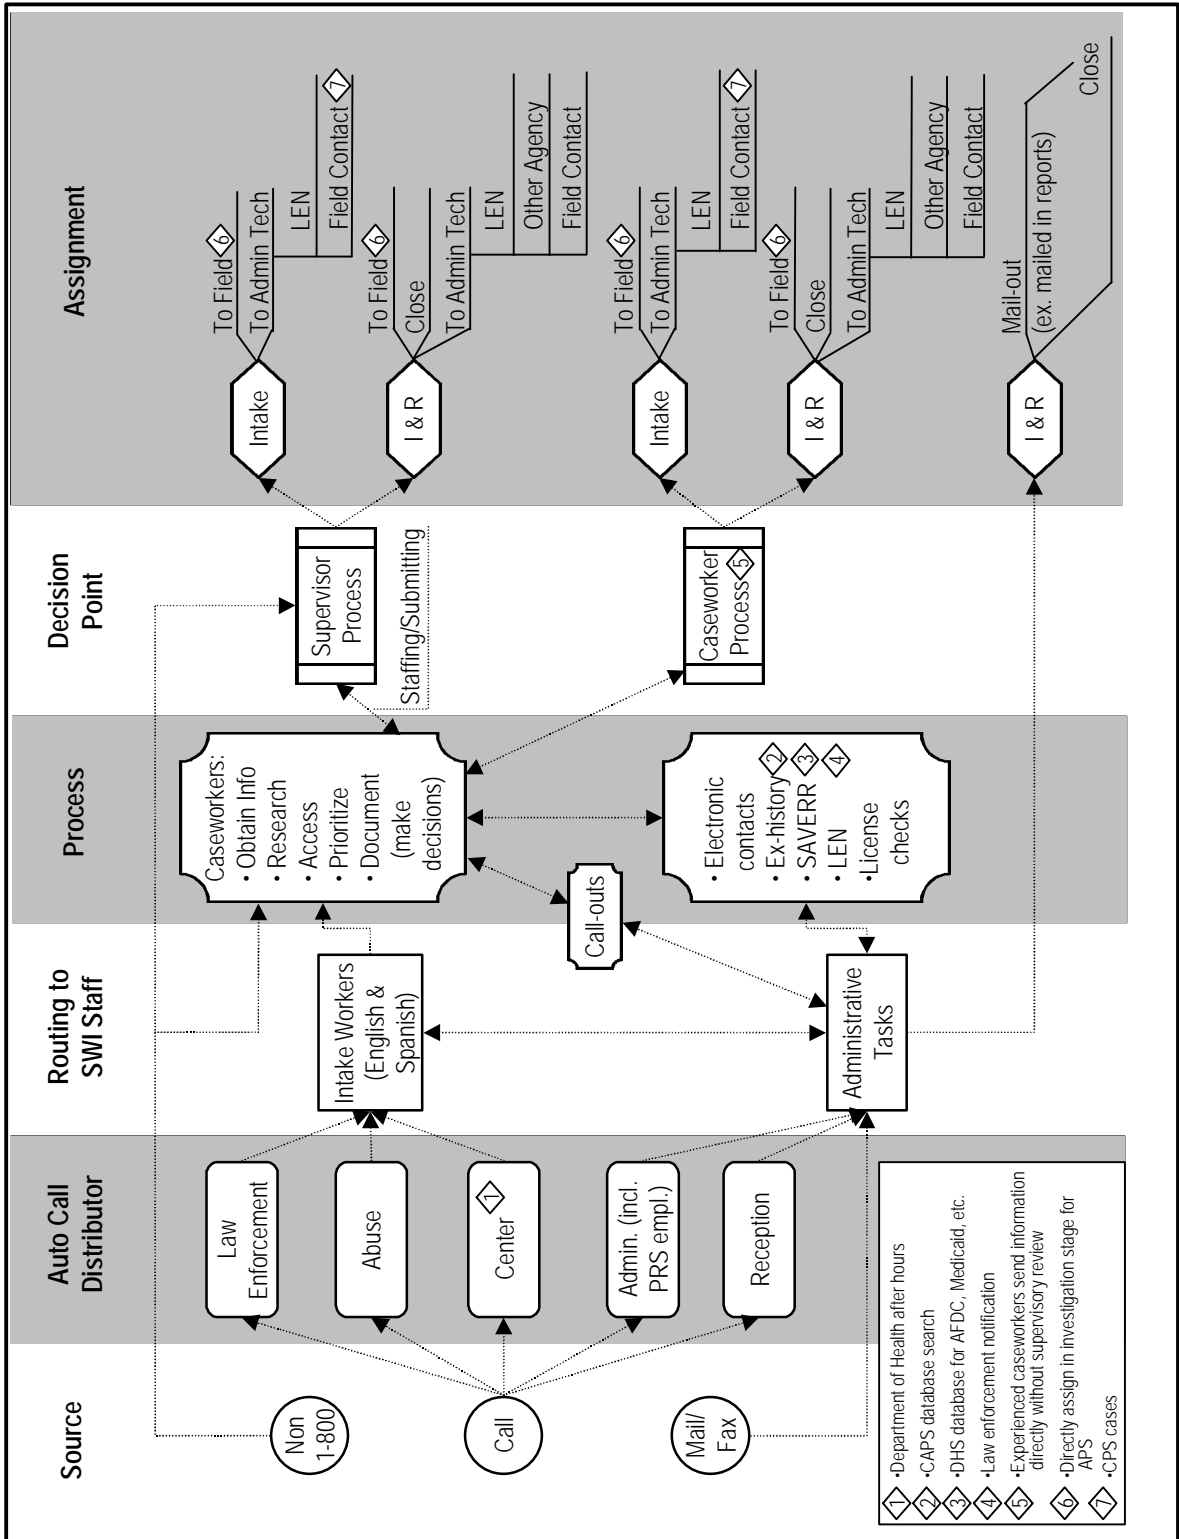 Source
Auto Call
Distributor
Routing to
SWI Staff
Process
Decision
Point
Assignment
Non
1-800
Call
Mail/
Fax
Law
Enforcement
Abuse
Center
1
Admin. (incl.
PRS empl.)
Reception
Intake Workers
(English &
Spanish)
Administrative
Tasks
Call-outs
Caseworkers:
• Obtain Info
• Research
• Access
• Prioritize
• Document
(make
decisions)
• Electronic
contacts
• Ex-history 2
• SAVERR 3
• LEN 4
•License
checks
Supervisor
Process
Staffing/Submitting
Caseworker
Process 5
Intake
To Field 6
To Admin Tech
LEN
Field Contact 7
I & R
To Field 6
Close
To Admin Tech
LEN
Other Agency
Field Contact
Intake
To Field 6
To Admin Tech
LEN
Field Contact 7
I & R
To Field 6
Close
To Admin Tech
LEN
Other Agency
Field Contact
I & R
Mail-out
(ex. mailed in reports)
Close
1 •Department of Health after hours
2 •CAPS database search
3 •DHS database for AFDC, Medicaid, etc.
4 •Law enforcement notification
5 •Experienced caseworkers send information
directly without supervisory review
6 •Directly assign in investigation stage for
APS
7 •CPS cases